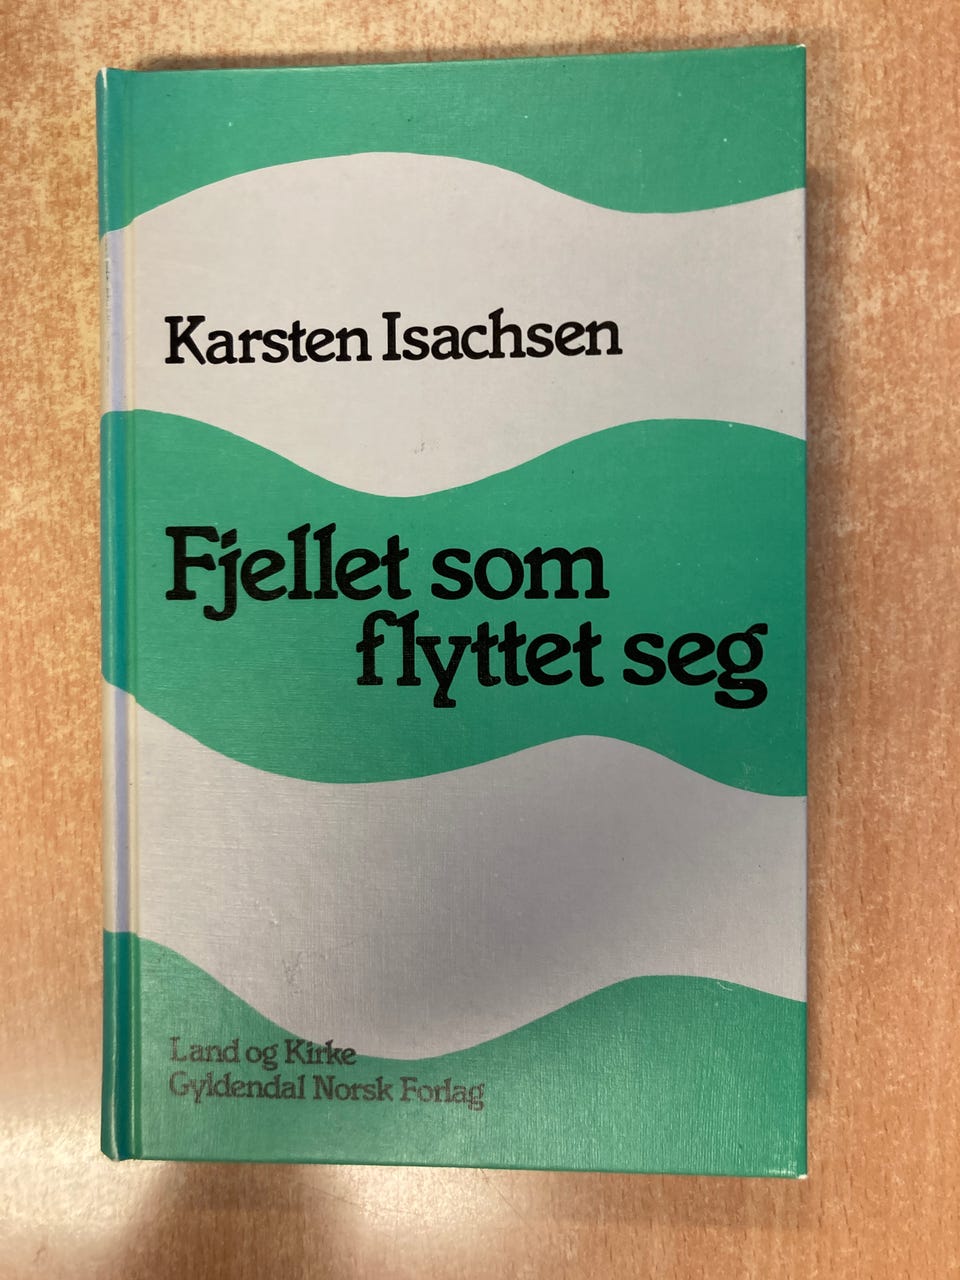 Karsten Isachsen
Fjellet som
flyttet seg
Land og Kirke
Gyldendal Norsk Forlag